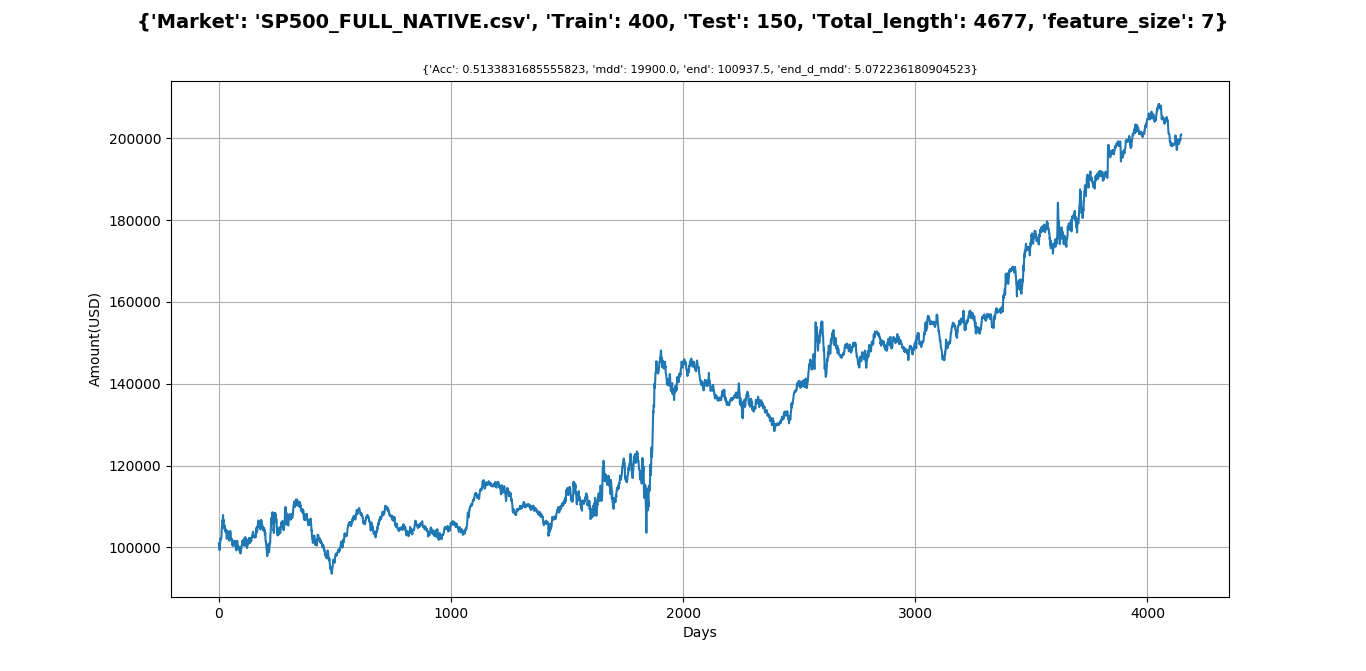 {'Market': 'SP500_FULL_NATIVE.csv', 'Train': 400, 'Test': 150, 'Total_length': 4677, 'feature_size': 7}
{'Acc': 0.5133831685555823, 'mdd': 19900.0, 'end': 100937.5, 'end_d_mdd': 5.072236180904523}
200000
180000
160000
140000
120000
100000
Amount(USD)
0 1000 2000 3000 4000
Days